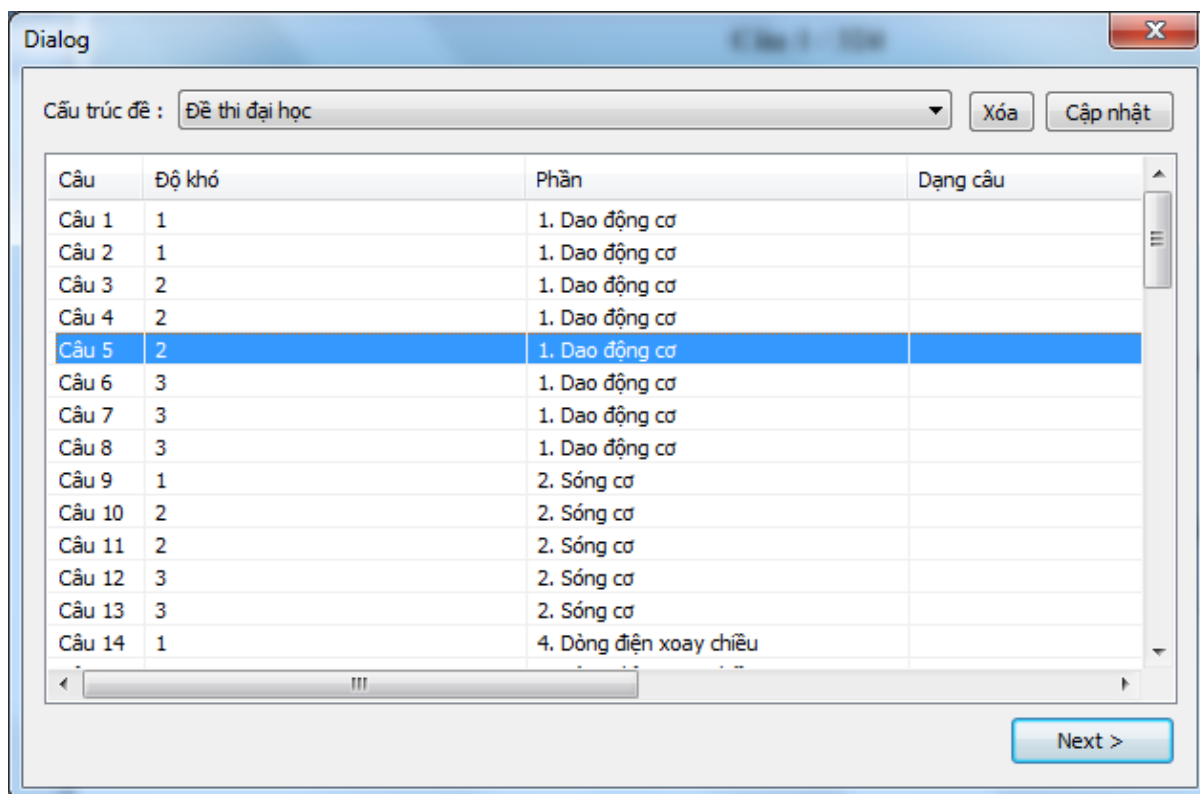 Dialog
Cấu trúc đề : Đề thi đại học Xóa Cập nhật
Câu Độ khó Phần Dạng câu
Câu 1 1 1. Dao động cơ
Câu 2 1 1. Dao động cơ
Câu 3 2 1. Dao động cơ
Câu 4 2 1. Dao động cơ
Câu 5 2 1. Dao động cơ
Câu 6 3 1. Dao động cơ
Câu 7 3 1. Dao động cơ
Câu 8 3 1. Dao động cơ
Câu 9 1 2. Sóng cơ
Câu 10 2 2. Sóng cơ
Câu 11 2 2. Sóng cơ
Câu 12 3 2. Sóng cơ
Câu 13 3 2. Sóng cơ
Câu 14 1 4. Dòng điện xoay chiều
Next >